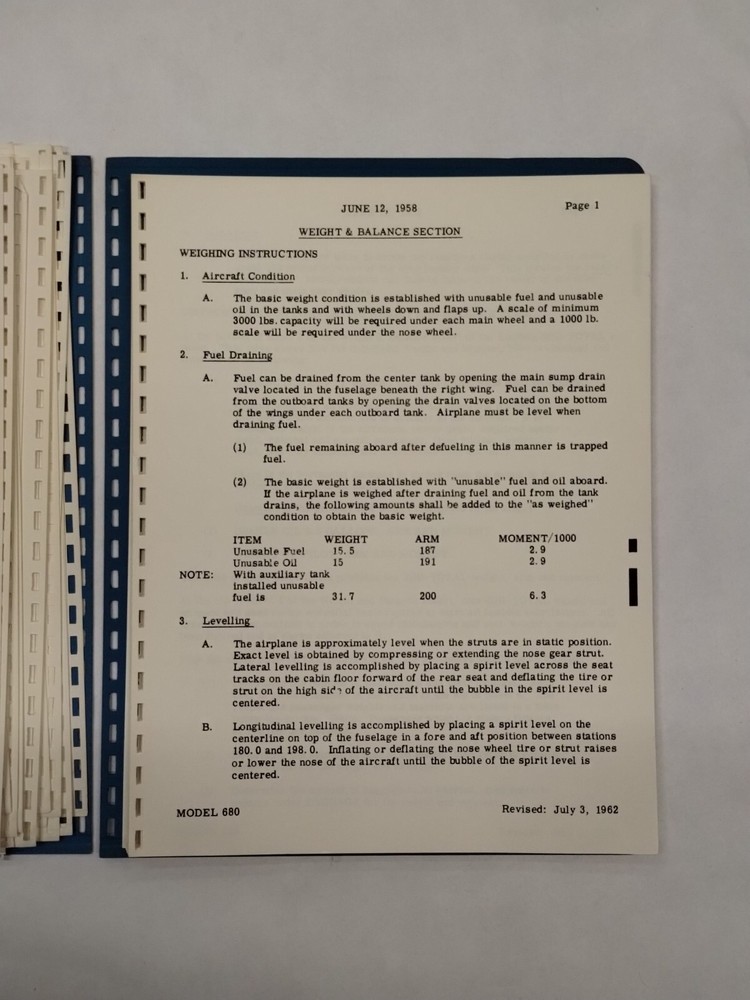 JUNE 12, 1958 Page 1
WEIGHT & BALANCE SECTION
WEIGHING INSTRUCTIONS
1. Aircraft Condition
A. The basic weight condition is established with unusable fuel and unusable
oil in the tanks and with wheels down and flaps up. A scale of minimum
3000 lbs. capacity will be required under each main wheel and a 1000 lb.
scale will be required under the nose wheel.
2. Fuel Draining
A. Fuel can be drained from the center tank by opening the main sump drain
valve located in the fuselage beneath the right wing. Fuel can be drained
from the outboard tanks by opening the drain valves located on the bottom
of the wings under each outboard tank. Airplane must be level when
draining fuel.
(1) The fuel remaining aboard after defueling in this manner is trapped
fuel.
(2) The basic weight is established with "unusable" fuel and oil aboard.
If the airplane is weighed after draining fuel and oil from the tank
drains, the following amounts shall be added to the "as weighed"
condition to obtain the basic weight.
ITEM WEIGHT ARM MOMENT/1000
Unusable Fuel 15.5 187 2.9
Unusable Oil 15 191 2.9
NOTE: With auxiliary tank
installed unusable
fuel is 31.7 200 6.3
3. Levelling
A. The airplane is approximately level when the struts are in static position.
Exact level is obtained by compressing or extending the nose gear strut.
Lateral levelling is accomplished by placing a spirit level across the seat
tracks on the cabin floor forward of the rear seat and deflating the tire or
strut on the high side of the aircraft until the bubble in the spirit level is
centered.
B. Longitudinal levelling is accomplished by placing a spirit level on the
centerline on top of the fuselage in a fore and aft position between stations
180.0 and 198.0. Inflating or deflating the nose wheel tire or strut raises
or lower the nose of the aircraft until the bubble of the spirit level is
centered.
MODEL 680 Revised: July 3, 1962